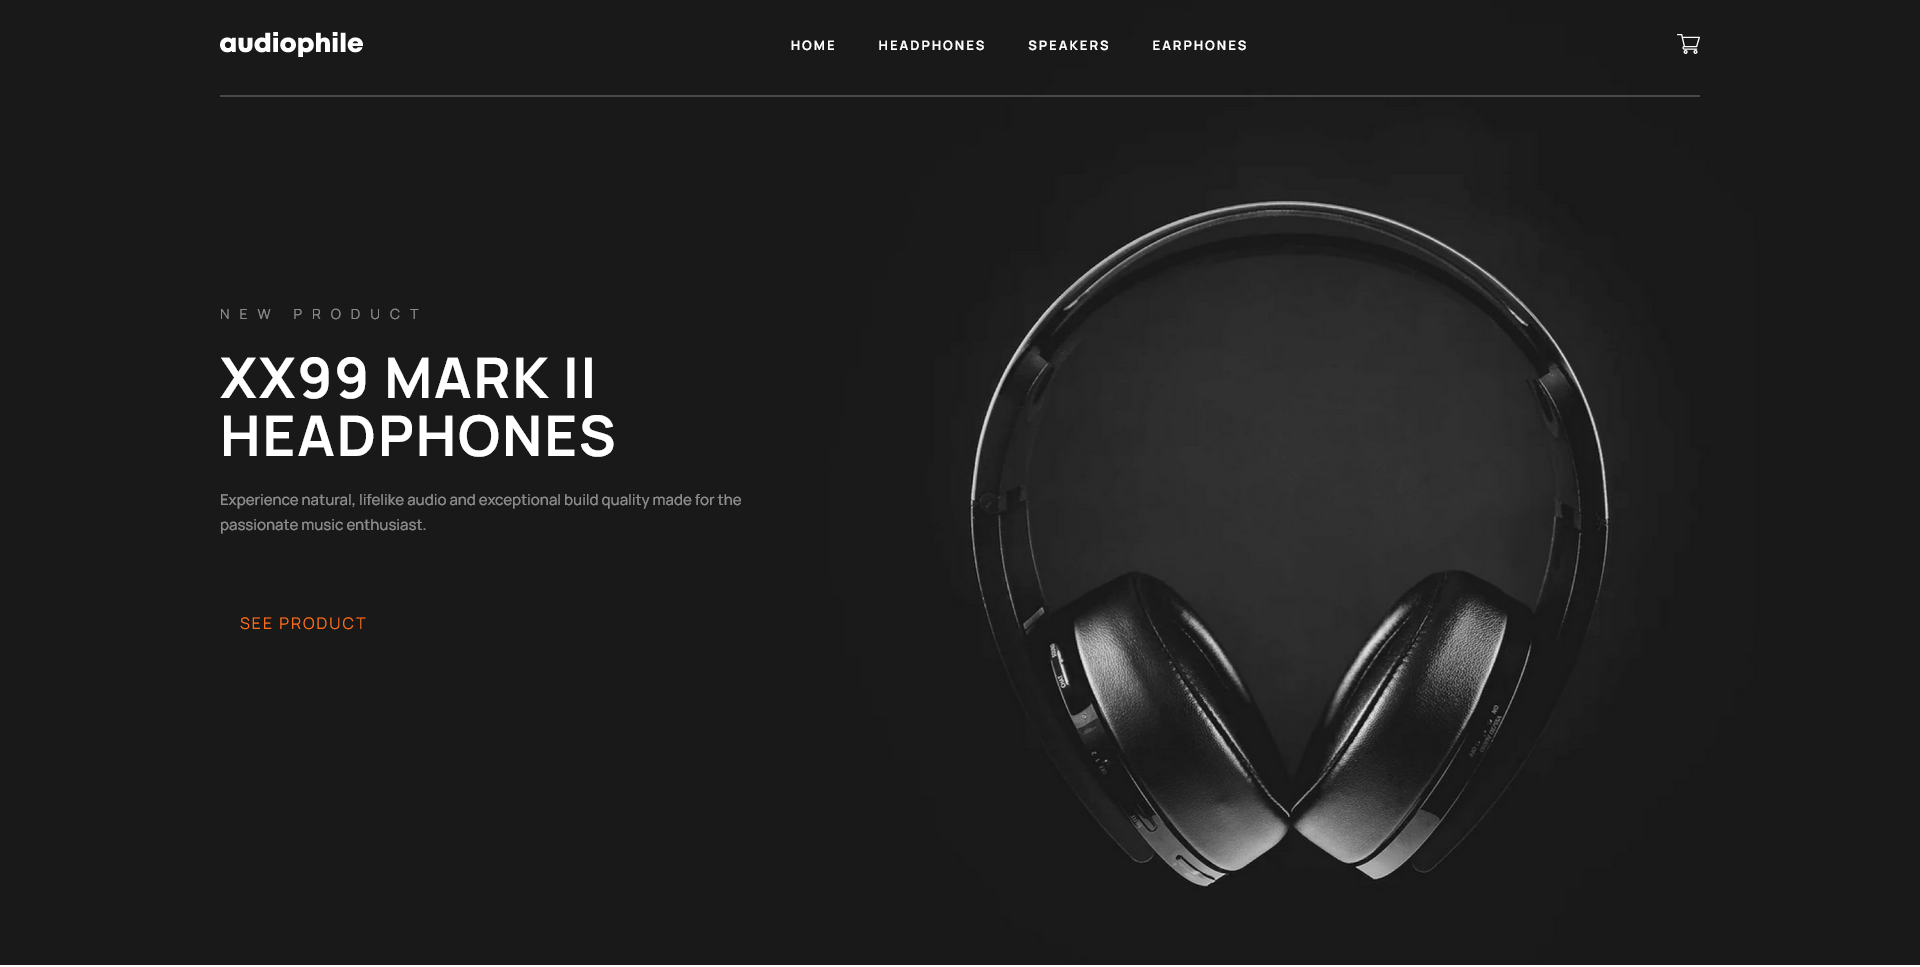 audiophile
HOME
HEADPHONES
SPEAKERS
EARPHONES
NEW PRODUCT
XX99 MARK II
HEADPHONES
Experience natural, lifelike audio and exceptional build quality made for the
passionate music enthusiast.
SEE PRODUCT